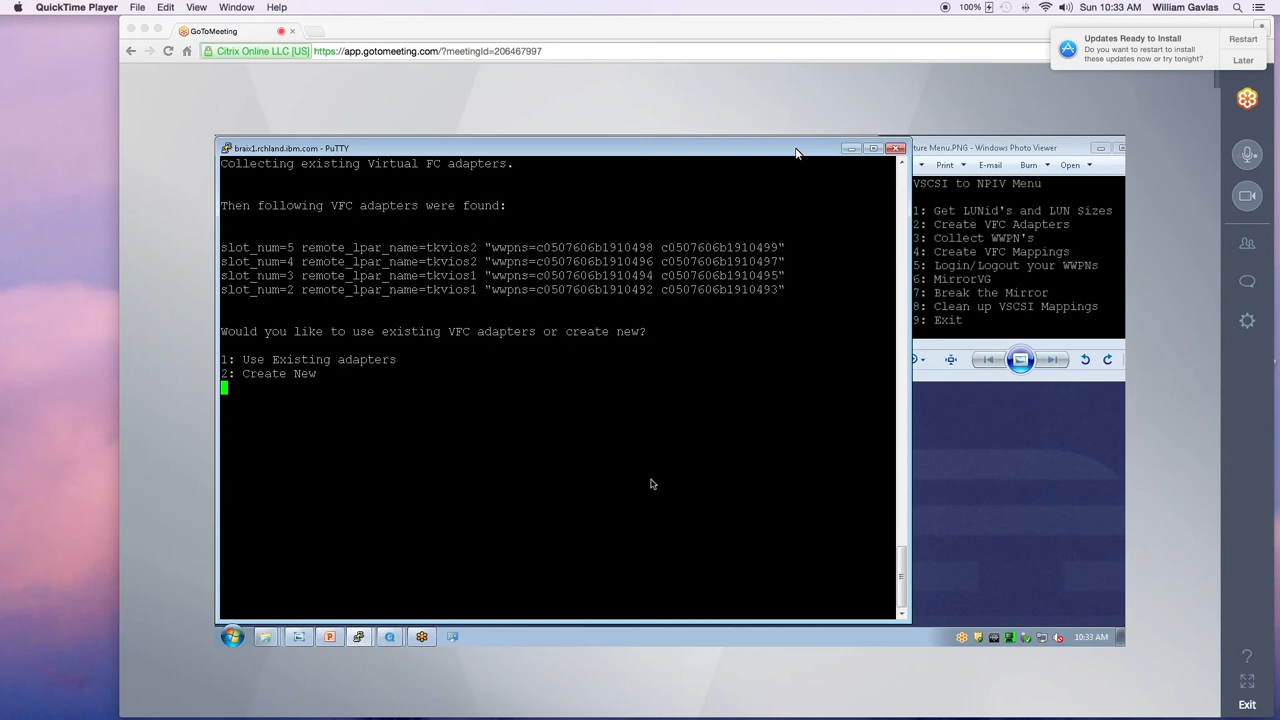 QuickTime Player File Edit View Window Help
100% Sun 10:33 AM William Gavlas
GoToMeeting
Citrix Online LLC [US] https://app.gotomeeting.com/?meetingId=206467997
Updates Ready to Install
Do you want to restart to install
these updates now or try tonight?
Restart
Later
braix1.rchland.ibm.com - PuTTY
Collecting existing Virtual FC adapters.
Then following VFC adapters were found:
slot_num=5 remote_lpar_name=tkvios2 "wwpns=c0507606b1910498 c0507606b1910499"
slot_num=4 remote_lpar_name=tkvios2 "wwpns=c0507606b1910496 c0507606b1910497"
slot_num=3 remote_lpar_name=tkvios1 "wwpns=c0507606b1910494 c0507606b1910495"
slot_num=2 remote_lpar_name=tkvios1 "wwpns=c0507606b1910492 c0507606b1910493"
Would you like to use existing VFC adapters or create new?
1: Use Existing adapters
2: Create New
ture Menu.PNG - Windows Photo Viewer
Print E-mail Burn Open
VSCSI to NPIV Menu
1: Get LUNid's and LUN Sizes
2: Create VFC Adapters
3: Collect WWPN's
4: Create VFC Mappings
5: Login/Logout your WWPNs
6: MirrorVG
7: Break the Mirror
8: Clean up VSCSI Mappings
9: Exit
10:33 AM
Exit